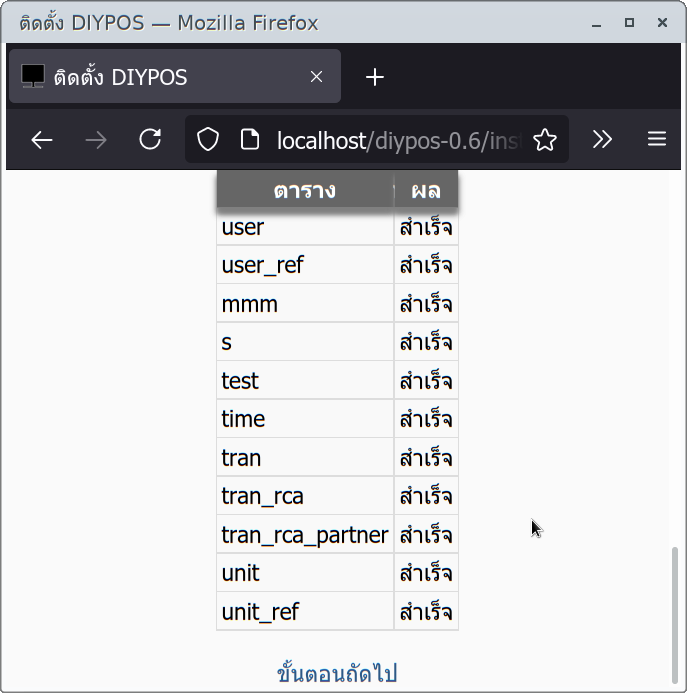 ติดตั้ง DIYPOS — Mozilla Firefox
ติดตั้ง DIYPOS
localhost/diypos-0.6/inst
ตาราง ผล
user สำเร็จ
user_ref สำเร็จ
mmm สำเร็จ
s สำเร็จ
test สำเร็จ
time สำเร็จ
tran สำเร็จ
tran_rca สำเร็จ
tran_rca_partner สำเร็จ
unit สำเร็จ
unit_ref สำเร็จ
ขั้นตอนถัดไป